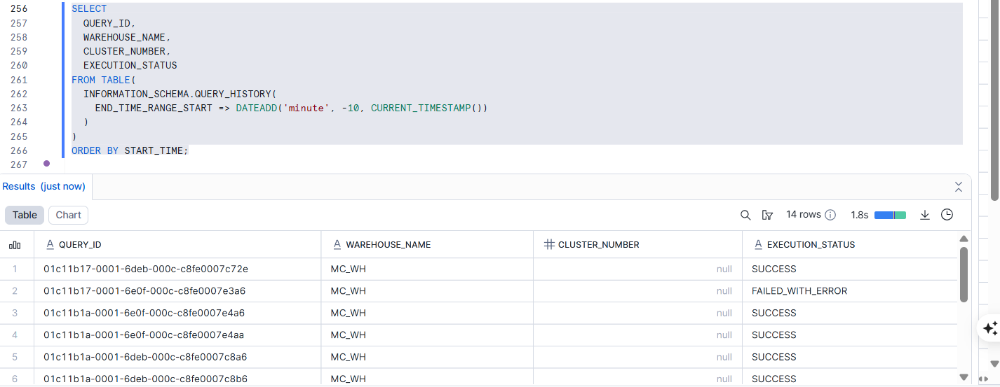 256 SELECT
257 QUERY_ID,
258 WAREHOUSE_NAME,
259 CLUSTER_NUMBER,
260 EXECUTION_STATUS
261 FROM TABLE(
262 INFORMATION_SCHEMA.QUERY_HISTORY(
263 END_TIME_RANGE_START => DATEADD('minute', -10, CURRENT_TIMESTAMP())
264 )
265 )
266 ORDER BY START_TIME;
267
Results (just now)
Table Chart 14 rows 1.8s
QUERY_ID WAREHOUSE_NAME CLUSTER_NUMBER EXECUTION_STATUS
1 01c11b17-0001-6deb-000c-c8fe0007c72e MC_WH null SUCCESS
2 01c11b17-0001-6e0f-000c-c8fe0007e3a6 MC_WH null FAILED_WITH_ERROR
3 01c11b1a-0001-6e0f-000c-c8fe0007e4a6 MC_WH null SUCCESS
4 01c11b1a-0001-6e0f-000c-c8fe0007e4aa MC_WH null SUCCESS
5 01c11b1a-0001-6deb-000c-c8fe0007c8a6 MC_WH null SUCCESS
6 01c11b1a-0001-6deb-000c-c8fe0007c8b6 MC_WH null SUCCESS